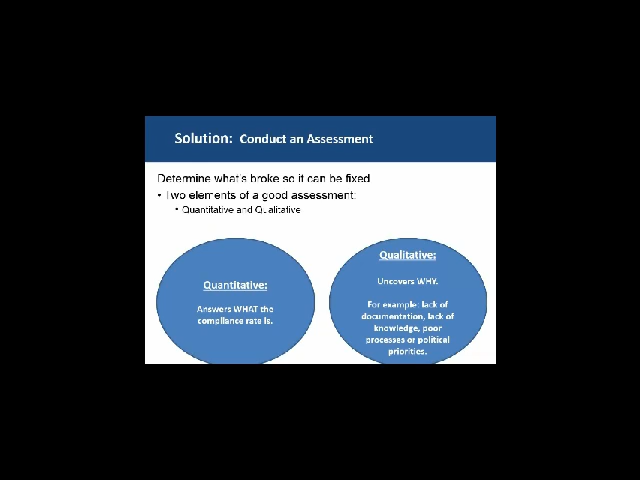 Solution: Conduct an Assessment
Determine what's broke so it can be fixed
• Two elements of a good assessment:
• Quantitative and Qualitative
Quantitative:
Answers WHAT the
compliance rate is.
Qualitative:
Uncovers WHY.
For example: lack of
documentation, lack of
knowledge, poor
processes or political
priorities.